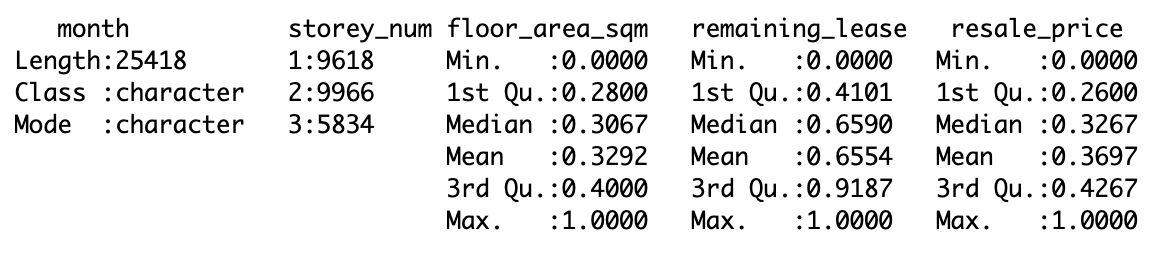 month storey_num floor_area_sqm remaining_lease resale_price
Length:25418 1:9618 Min. :0.0000 Min. :0.0000 Min. :0.0000
Class :character 2:9966 1st Qu.:0.2800 1st Qu.:0.4101 1st Qu.:0.2600
Mode :character 3:5834 Median :0.3067 Median :0.6590 Median :0.3267
Mean :0.3292 Mean :0.6554 Mean :0.3697
3rd Qu.:0.4000 3rd Qu.:0.9187 3rd Qu.:0.4267
Max. :1.0000 Max. :1.0000 Max. :1.0000